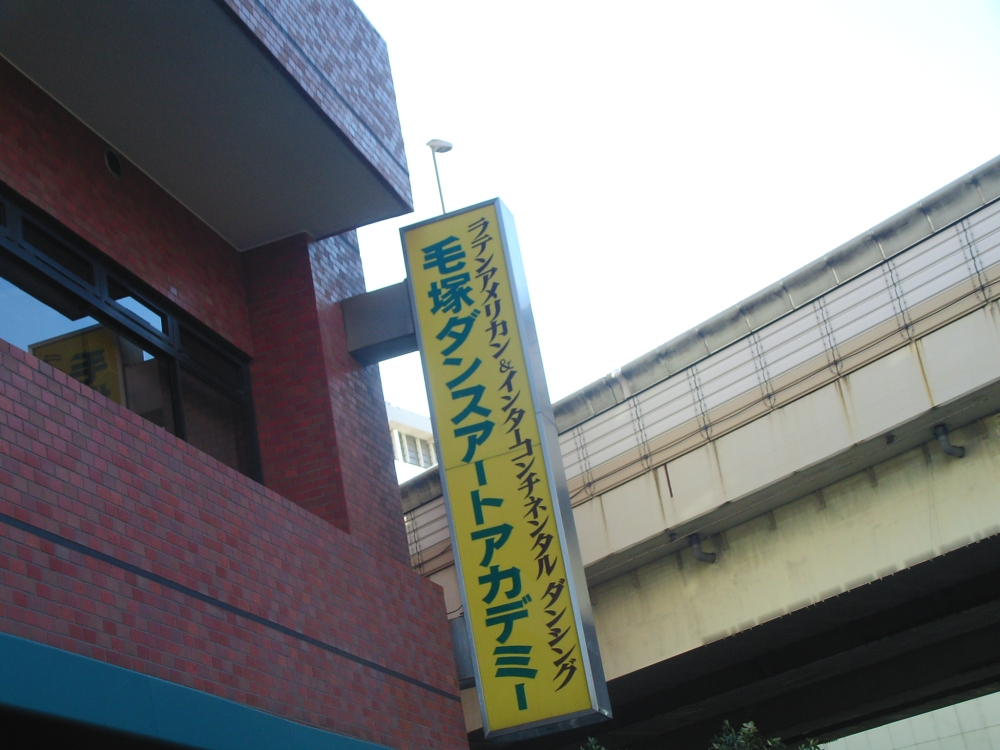 ラテンアメリカン&インターコンチネンタル ダンシング
毛塚ダンスアートアカデミー